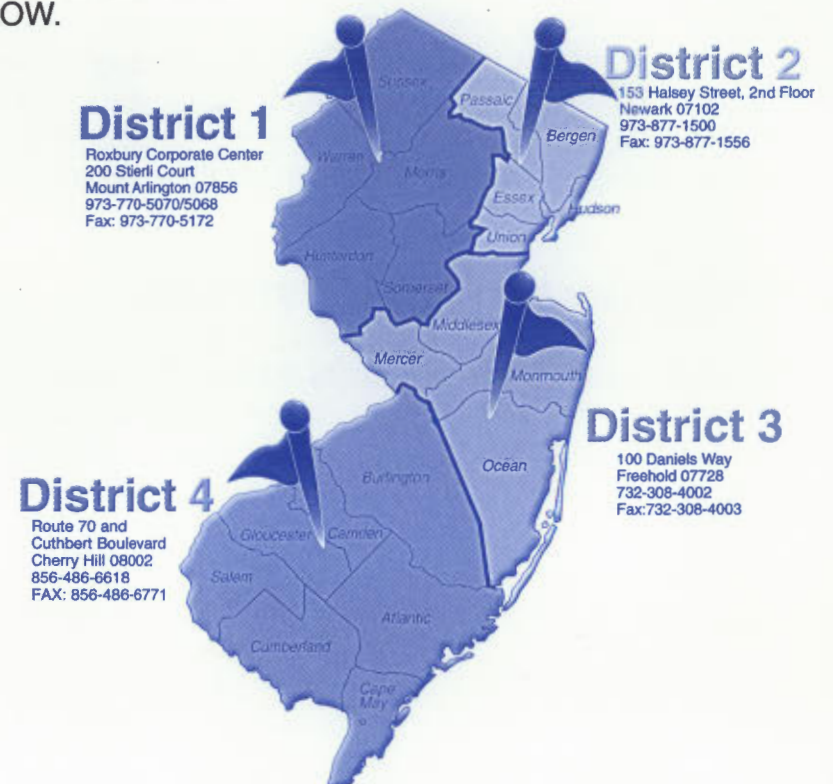 OW.
District 1
Roxbury Corporate Center
200 Stierli Court
Mount Arlington 07856
973-770-5070/5068
Fax: 973-770-5172
District 2
153 Halsey Street, 2nd Floor
Newark 07102
973-877-1500
Fax: 973-877-1556
Sussex
Passaic
Bergen
Warren
Morris
Essex
Hudson
Union
Hunterdon
Somerset
Middlesex
Mercer
Monmouth
District 3
100 Daniels Way
Freehold 07728
732-308-4002
Fax:732-308-4003
Ocean
Burlington
District 4
Route 70 and
Cuthbert Boulevard
Cherry Hill 08002
856-486-6618
FAX: 856-486-6771
Gloucester
Camden
Salem
Atlantic
Cumberland
Cape
May